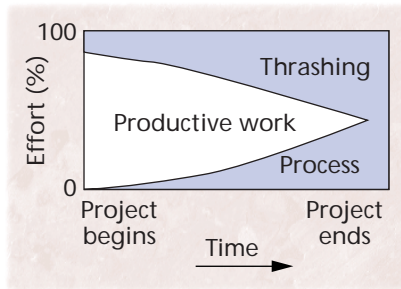 100
Thrashing
Effort (%)
Productive work
Process
0
Project begins
Project ends
Time